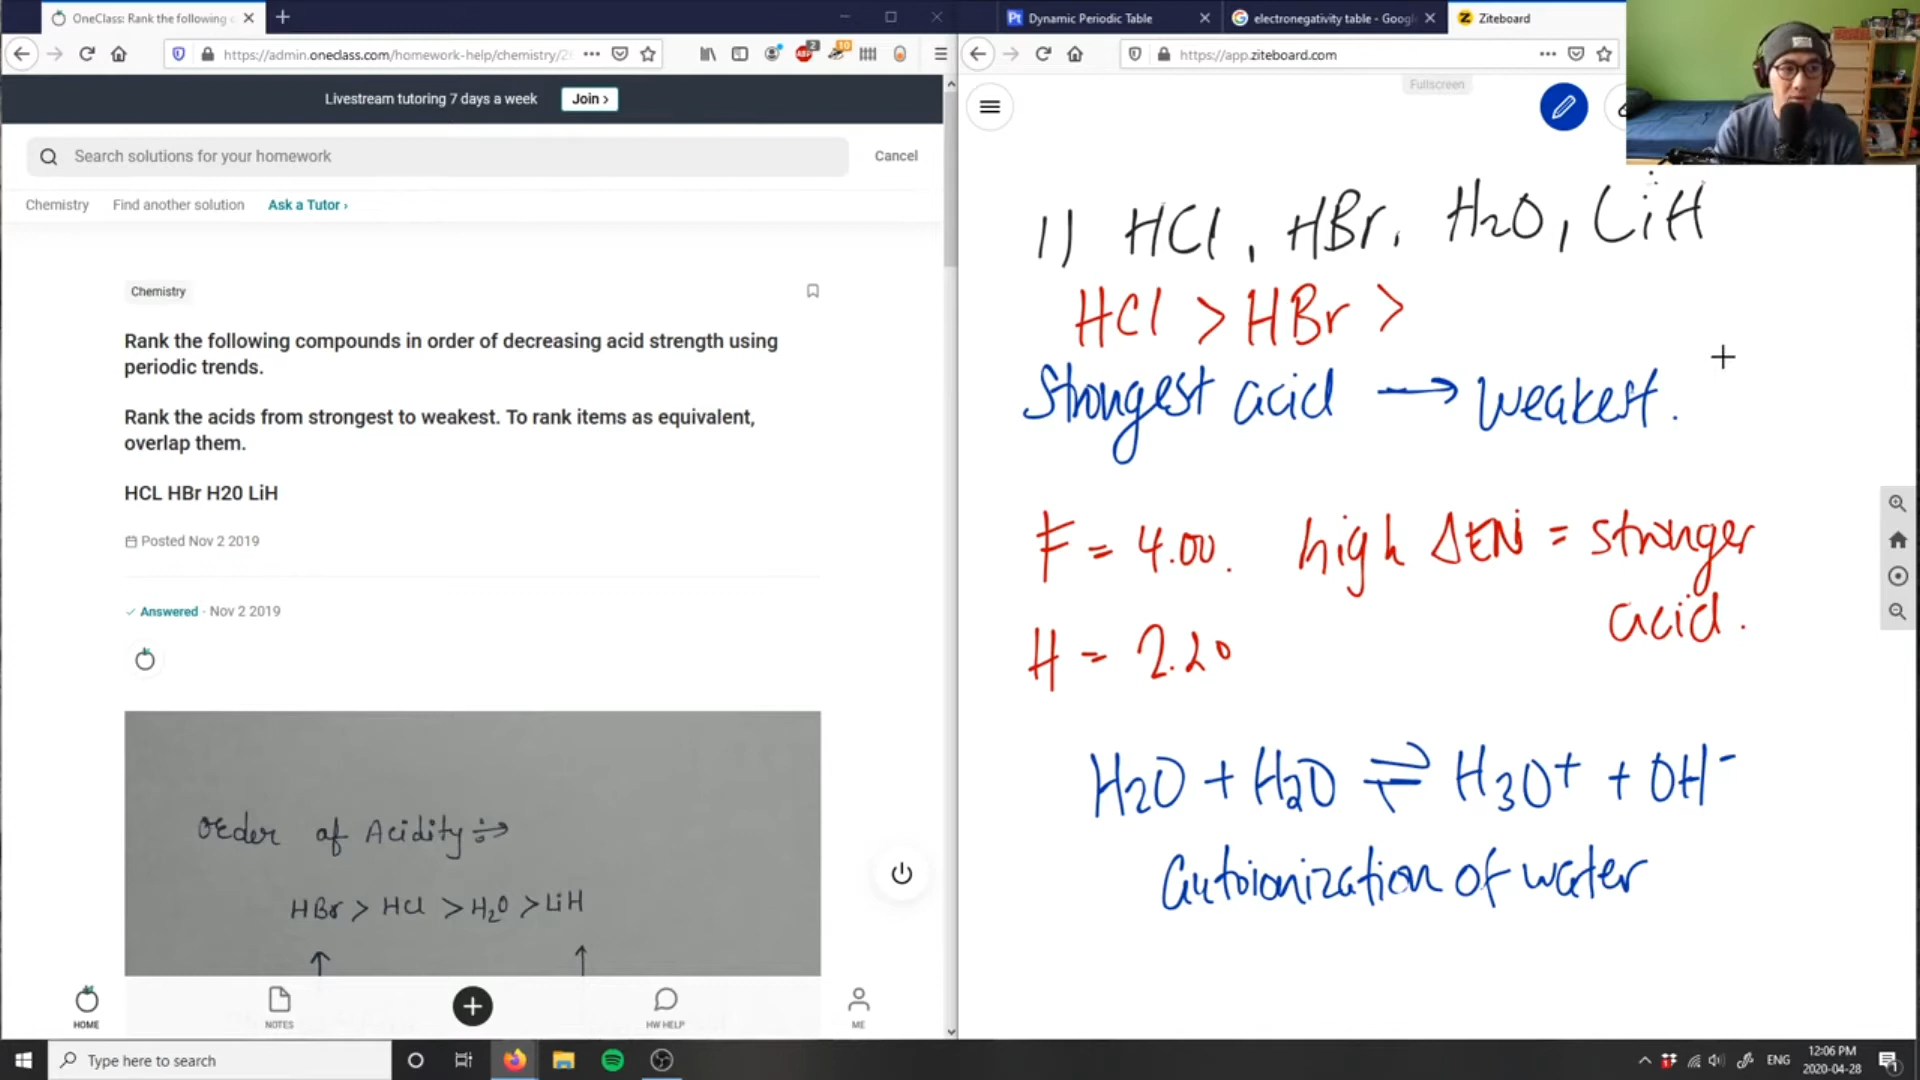 OneClass: Rank the following
Dynamic Periodic Table
electronegativity table - Googl
Ziteboard
https://admin.oneclass.com/homework-help/chemistry/2
2
10
https://app.ziteboard.com
Livestream tutoring 7 days a week
Join ›
Fullscreen
Search solutions for your homework
Cancel
Chemistry
Find another solution
Ask a Tutor ›
Chemistry
Rank the following compounds in order of decreasing acid strength using
periodic trends.
Rank the acids from strongest to weakest. To rank items as equivalent,
overlap them.
HCL HBr H20 LiH
Posted Nov 2 2019
Answered · Nov 2 2019
Order of Acidity
HBr > HCl > H2O > LiH
HOME
NOTES
HW HELP
ME
1) HCl, HBr, H2O, LiH
HCl > HBr >
Strongest acid → weakest.
F = 4.00. high ΔEN = stronger
acid.
H = 2.20
H2O + H2O ⇌ H3O+ + OH-
autoionization of water
Type here to search
ENG
12:06 PM
2020-04-28
1